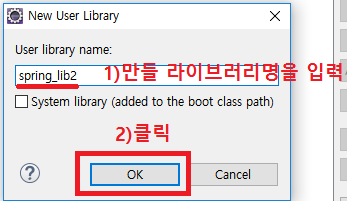 New User Library
User library name:
spring_lib2
1)만들 라이브러리명을 입력
System library (added to the boot class path)
2)클릭
?
OK
Cancel